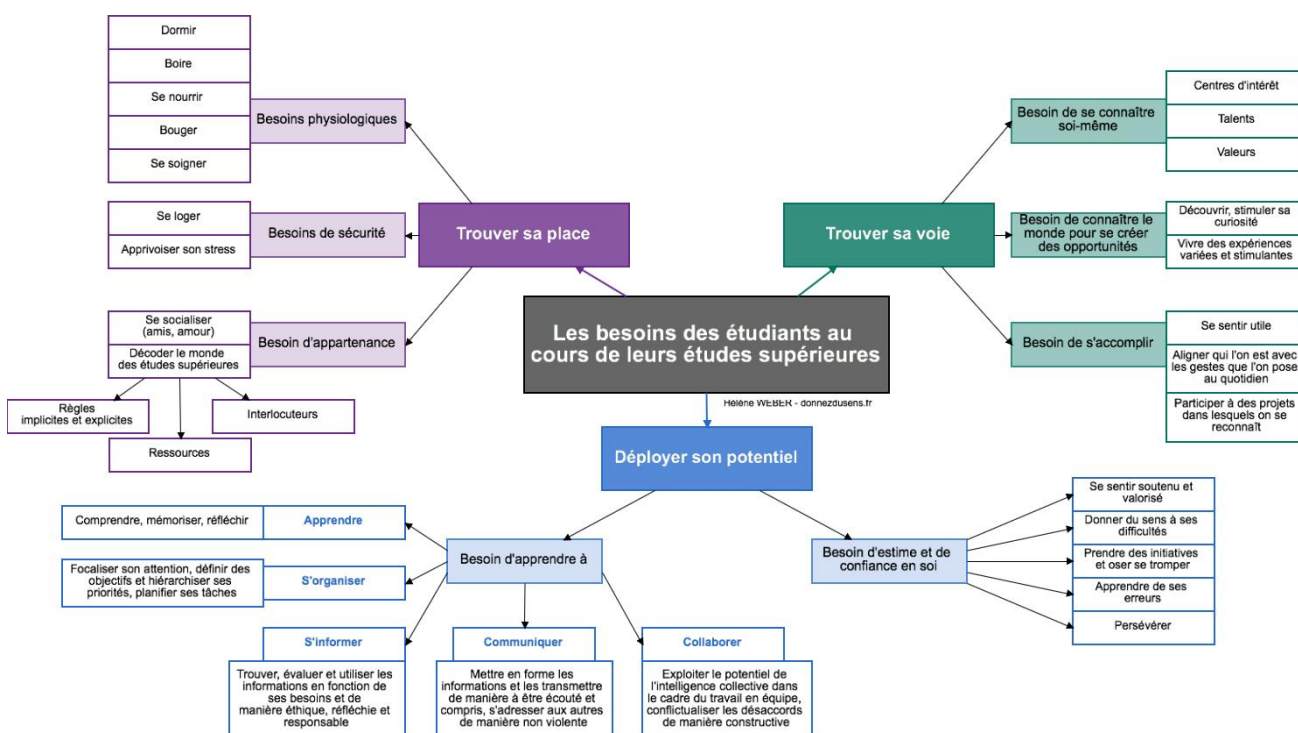 Dormir
Boire
Se nourrir
Bouger
Se soigner
Besoins physiologiques
Se loger
Apprivoiser son stress
Besoins de sécurité
Trouver sa place
Se socialiser
(amis, amour)
Décoder le monde
des études supérieures
Besoin d'appartenance
Règles
implicites et explicites
Interlocuteurs
Ressources
Trouver sa voie
Besoin de se connaître
soi-même
Centres d'intérêt
Talents
Valeurs
Besoin de connaître le
monde pour se créer
des opportunités
Découvrir, stimuler sa
curiosité
Vivre des expériences
variées et stimulantes
Besoin de s'accomplir
Se sentir utile
Aligner qui l'on est avec
les gestes que l'on pose
au quotidien
Participer à des projets
dans lesquels on se
reconnaît
Les besoins des étudiants au
cours de leurs études supérieures
Hélène WEBER - donnezdusens.fr
Déployer son potentiel
Besoin d'apprendre à
Comprendre, mémoriser, réfléchir
Apprendre
Focaliser son attention, définir des
objectifs et hiérarchiser ses
priorités, planifier ses tâches
S'organiser
S'informer
Trouver, évaluer et utiliser les
informations en fonction de
ses besoins et de
manière éthique, réfléchie et
responsable
Communiquer
Mettre en forme les
informations et les transmettre
de manière à être écouté et
compris, s'adresser aux autres
de manière non violente
Collaborer
Exploiter le potentiel de
l'intelligence collective dans
le cadre du travail en équipe,
conflictualiser les désaccords
de manière constructive
Besoin d'estime et de
confiance en soi
Se sentir soutenu et
valorisé
Donner du sens à ses
difficultés
Prendre des initiatives
et oser se tromper
Apprendre de ses
erreurs
Persévérer